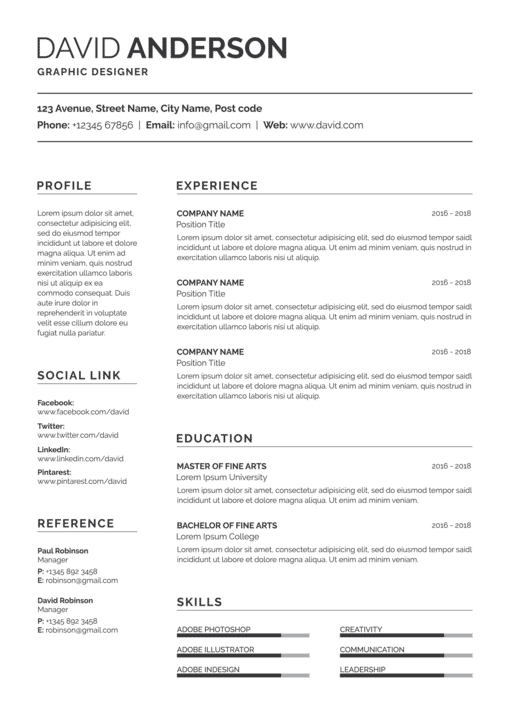 DAVID ANDERSON
GRAPHIC DESIGNER
123 Avenue, Street Name, City Name, Post code
Phone: +12345 67856 | Email: info@gmail.com | Web: www.david.com
PROFILE
Lorem ipsum dolor sit amet,
consectetur adipisicing elit,
sed do eiusmod tempor
incididunt ut labore et dolore
magna aliqua. Ut enim ad
minim veniam, quis nostrud
exercitation ullamco laboris
nisi ut aliquip ex ea
commodo consequat. Duis
aute irure dolor in
reprehenderit in voluptate
velit esse cillum dolore eu
fugiat nulla pariatur.
SOCIAL LINK
Facebook:
www.facebook.com/david
Twitter:
www.twitter.com/david
LinkedIn:
www.linkedin.com/david
Pintarest:
www.pintarest.com/david
REFERENCE
Paul Robinson
Manager
P: +1345 892 3458
E: robinson@gmail.com
David Robinson
Manager
P: +1345 892 3458
E: robinson@gmail.com
EXPERIENCE
COMPANY NAME 2016 - 2018
Position Title
Lorem ipsum dolor sit amet, consectetur adipisicing elit, sed do eiusmod tempor saidl
incididunt ut labore et dolore magna aliqua. Ut enim ad minim veniam, quis nostrud in
exercitation ullamco laboris nisi ut aliquip.
COMPANY NAME 2016 - 2018
Position Title
Lorem ipsum dolor sit amet, consectetur adipisicing elit, sed do eiusmod tempor saidl
incididunt ut labore et dolore magna aliqua. Ut enim ad minim veniam, quis nostrud in
exercitation ullamco laboris nisi ut aliquip.
COMPANY NAME 2016 - 2018
Position Title
Lorem ipsum dolor sit amet, consectetur adipisicing elit, sed do eiusmod tempor saidl
incididunt ut labore et dolore magna aliqua. Ut enim ad minim veniam, quis nostrud in
exercitation ullamco laboris nisi ut aliquip.
EDUCATION
MASTER OF FINE ARTS 2016 - 2018
Lorem Ipsum University
Lorem ipsum dolor sit amet, consectetur adipisicing elit, sed do eiusmod tempor saidl
incididunt ut labore et dolore magna aliqua. Ut enim ad minim veniam.
BACHELOR OF FINE ARTS 2016 - 2018
Lorem Ipsum College
Lorem ipsum dolor sit amet, consectetur adipisicing elit, sed do eiusmod tempor saidl
incididunt ut labore et dolore magna aliqua. Ut enim ad minim veniam.
SKILLS
ADOBE PHOTOSHOP CREATIVITY
ADOBE ILLUSTRATOR COMMUNICATION
ADOBE INDESIGN LEADERSHIP